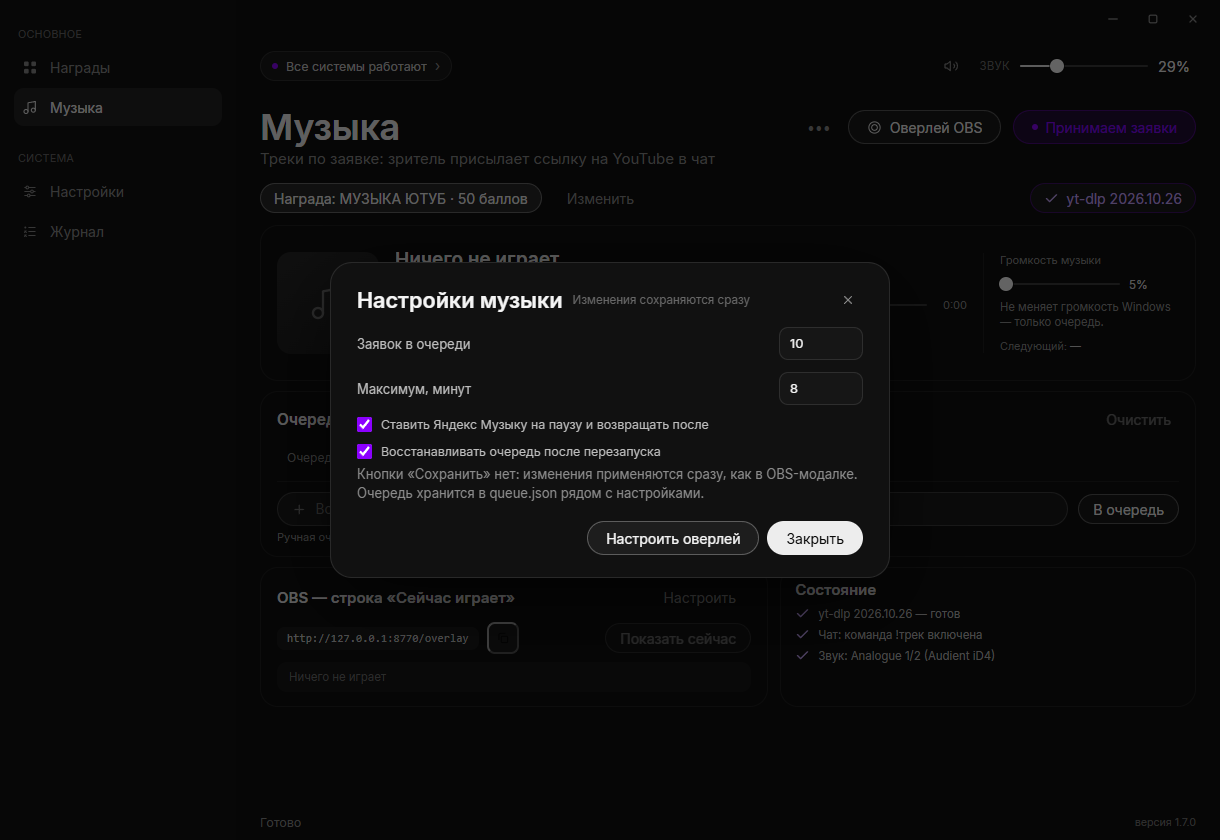 ОСНОВНОЕ
Награды
Музыка
СИСТЕМА
Настройки
Журнал
Все системы работают
ЗВУК
29%
Музыка
Оверлей OBS
Принимаем заявки
Треки по заявке: зритель присылает ссылку на YouTube в чат
Награда: МУЗЫКА ЮТУБ · 50 баллов
Изменить
yt-dlp 2026.10.26
Ничего не играет
0:00
Громкость музыки
5%
Не меняет громкость Windows
— только очередь.
Следующий: —
Настройки музыки
Изменения сохраняются сразу
Заявок в очереди
10
Максимум, минут
8
Ставить Яндекс Музыку на паузу и возвращать после
Восстанавливать очередь после перезапуска
Кнопки «Сохранить» нет: изменения применяются сразу, как в OBS-модалке.
Очередь хранится в queue.json рядом с настройками.
Настроить оверлей
Закрыть
Очистить
В очередь
Ручная
OBS — строка «Сейчас играет»
Настроить
http://127.0.0.1:8770/overlay
Показать сейчас
Ничего не играет
Состояние
yt-dlp 2026.10.26 — готов
Чат: команда !трек включена
Звук: Analogue 1/2 (Audient iD4)
Готово
версия 1.7.0